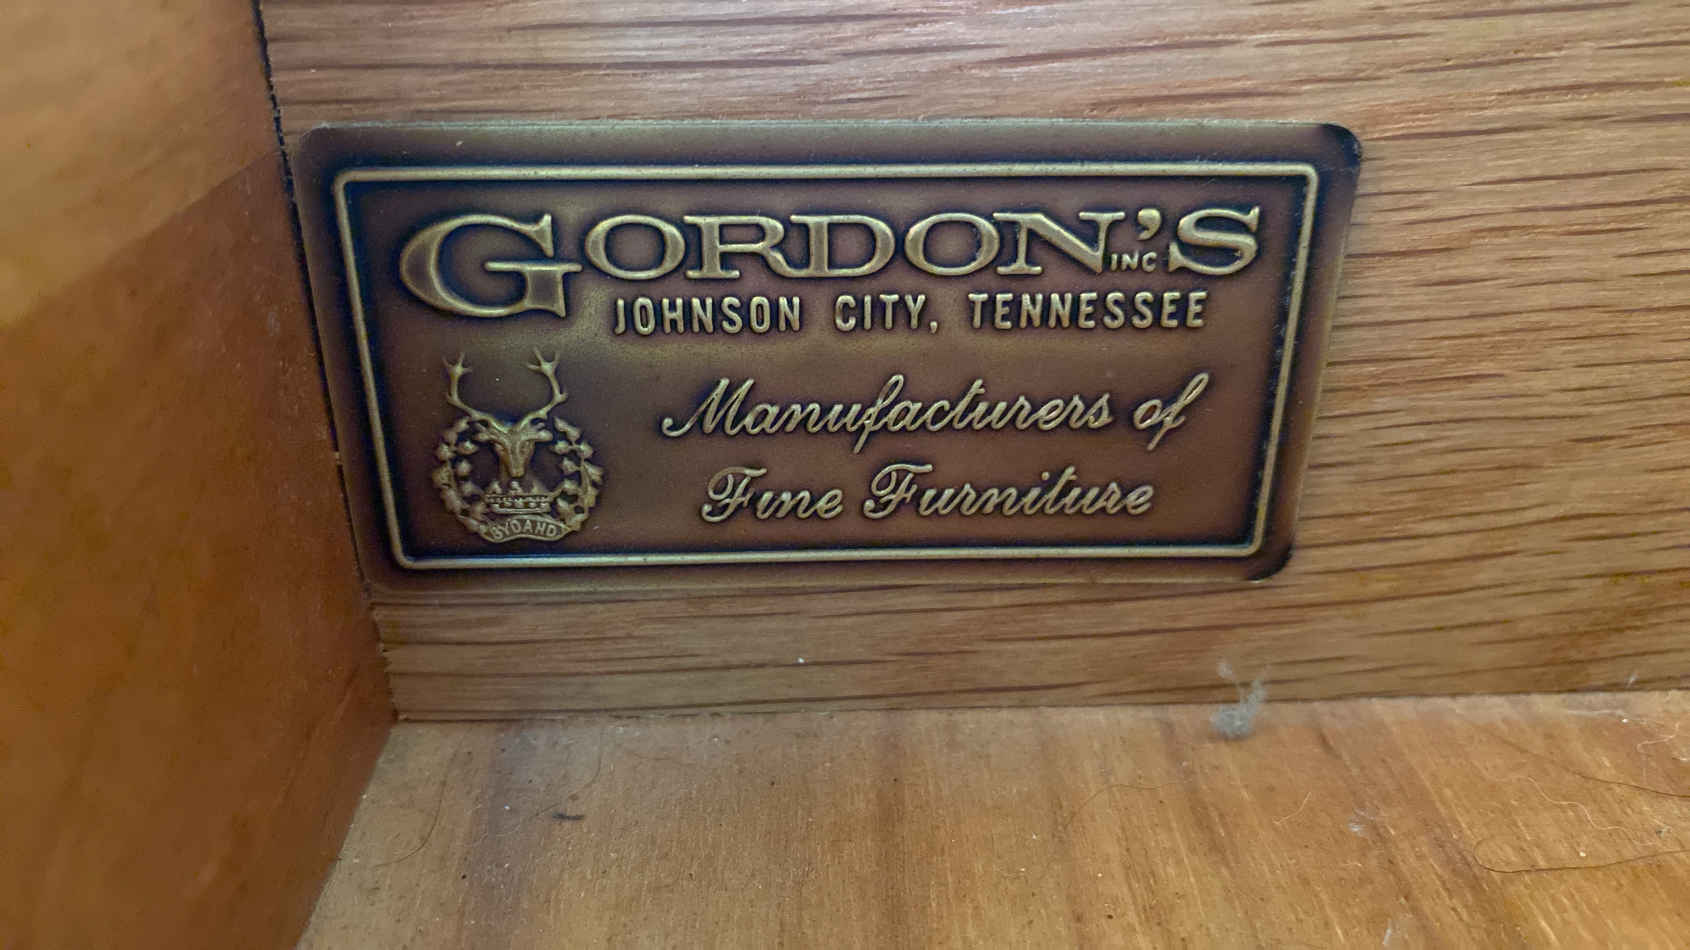 GORDON'S INC
JOHNSON CITY, TENNESSEE
Manufacturers of
Fine Furniture
BYDAND